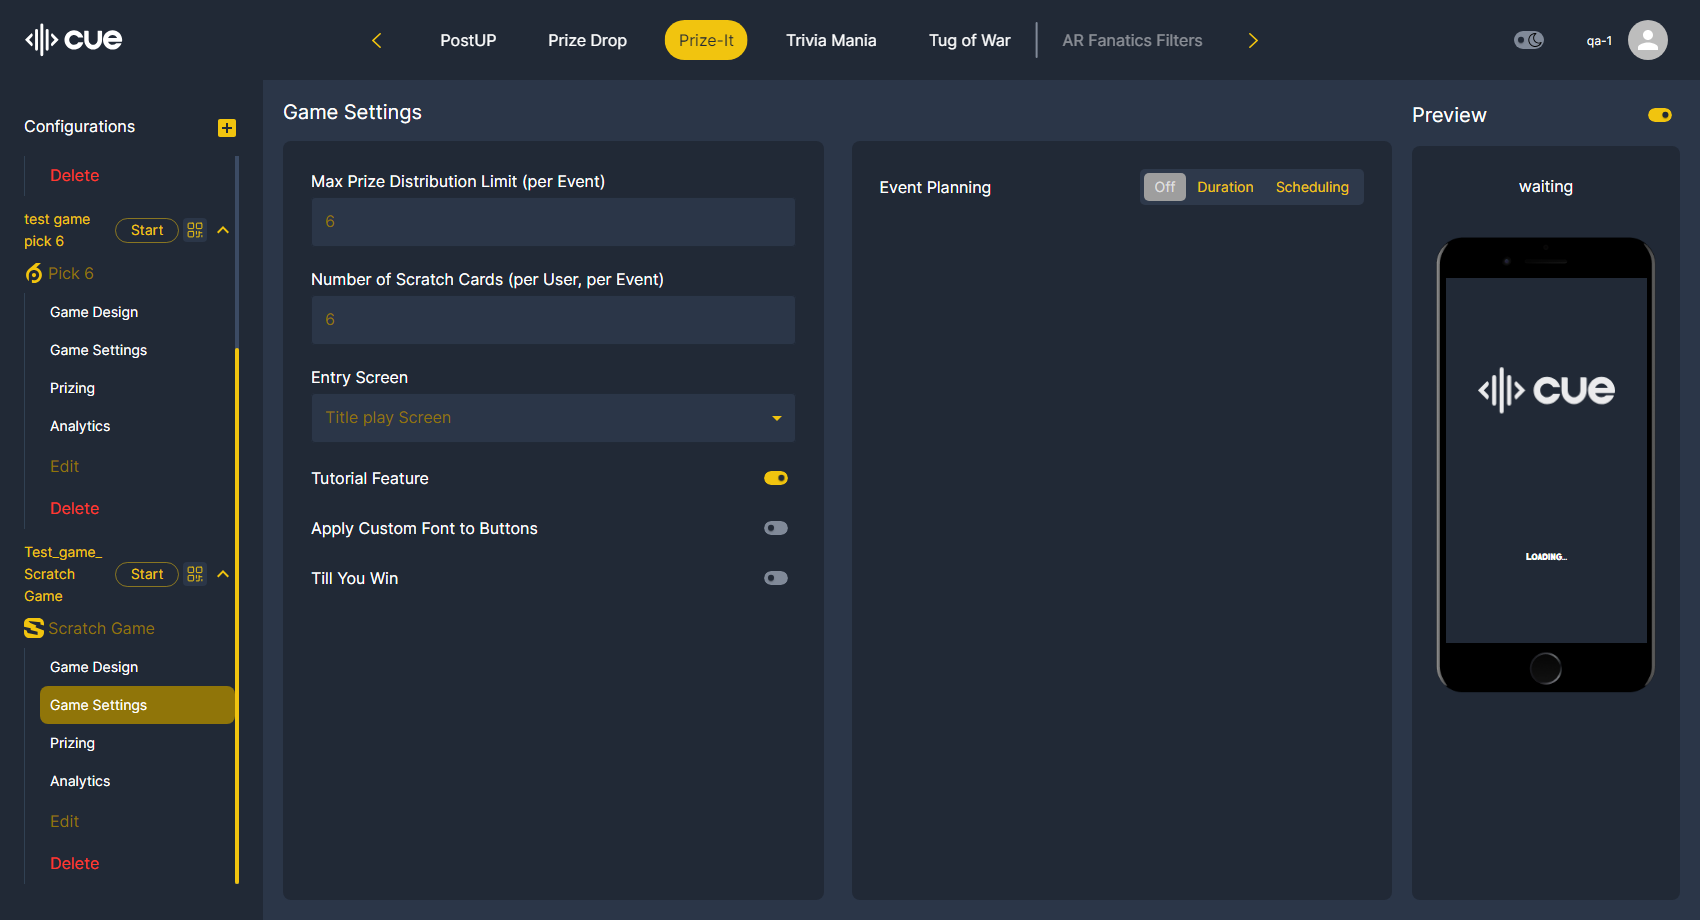 cue
PostUP
Prize Drop
Prize-It
Trivia Mania
Tug of War
AR Fanatics Filters
qa-1
Configurations
Delete
test game
pick 6
Start
Pick 6
Game Design
Game Settings
Prizing
Analytics
Edit
Delete
Test_game_
Scratch
Game
Start
Scratch Game
Game Design
Game Settings
Prizing
Analytics
Edit
Delete
Game Settings
Max Prize Distribution Limit (per Event)
6
Number of Scratch Cards (per User, per Event)
6
Entry Screen
Title play Screen
Tutorial Feature
Apply Custom Font to Buttons
Till You Win
Event Planning
Off
Duration
Scheduling
Preview
waiting
cue
LOADING...